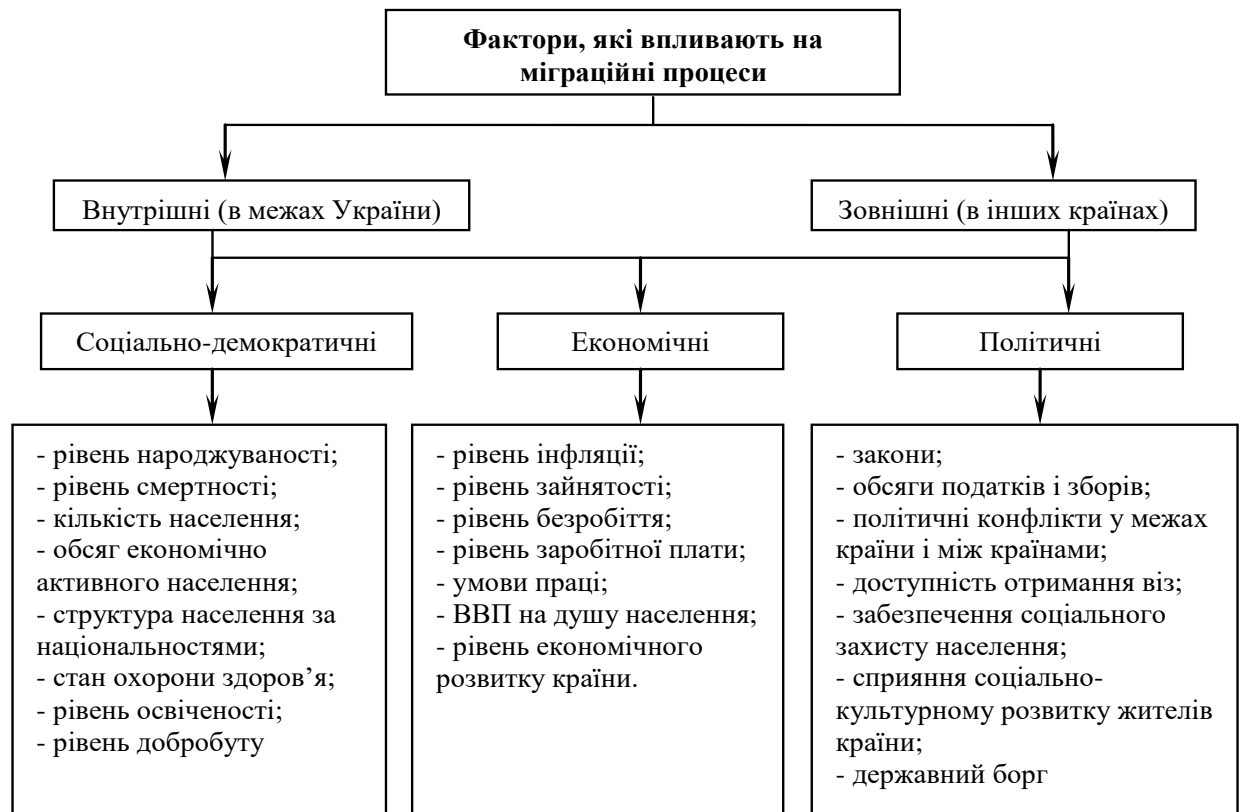 Фактори, які впливають на
міграційні процеси
Внутрішні (в межах України)
Зовнішні (в інших країнах)
Соціально-демократичні
Економічні
Політичні
- рівень народжуваності;
- рівень смертності;
- кількість населення;
- обсяг економічно
активного населення;
- структура населення за
національностями;
- стан охорони здоров’я;
- рівень освіченості;
- рівень добробуту
- рівень інфляції;
- рівень зайнятості;
- рівень безробіття;
- рівень заробітної плати;
- умови праці;
- ВВП на душу населення;
- рівень економічного
розвитку країни.
- закони;
- обсяги податків і зборів;
- політичні конфлікти у межах
країни і між країнами;
- доступність отримання віз;
- забезпечення соціального
захисту населення;
- сприяння соціально-
культурному розвитку жителів
країни;
- державний борг